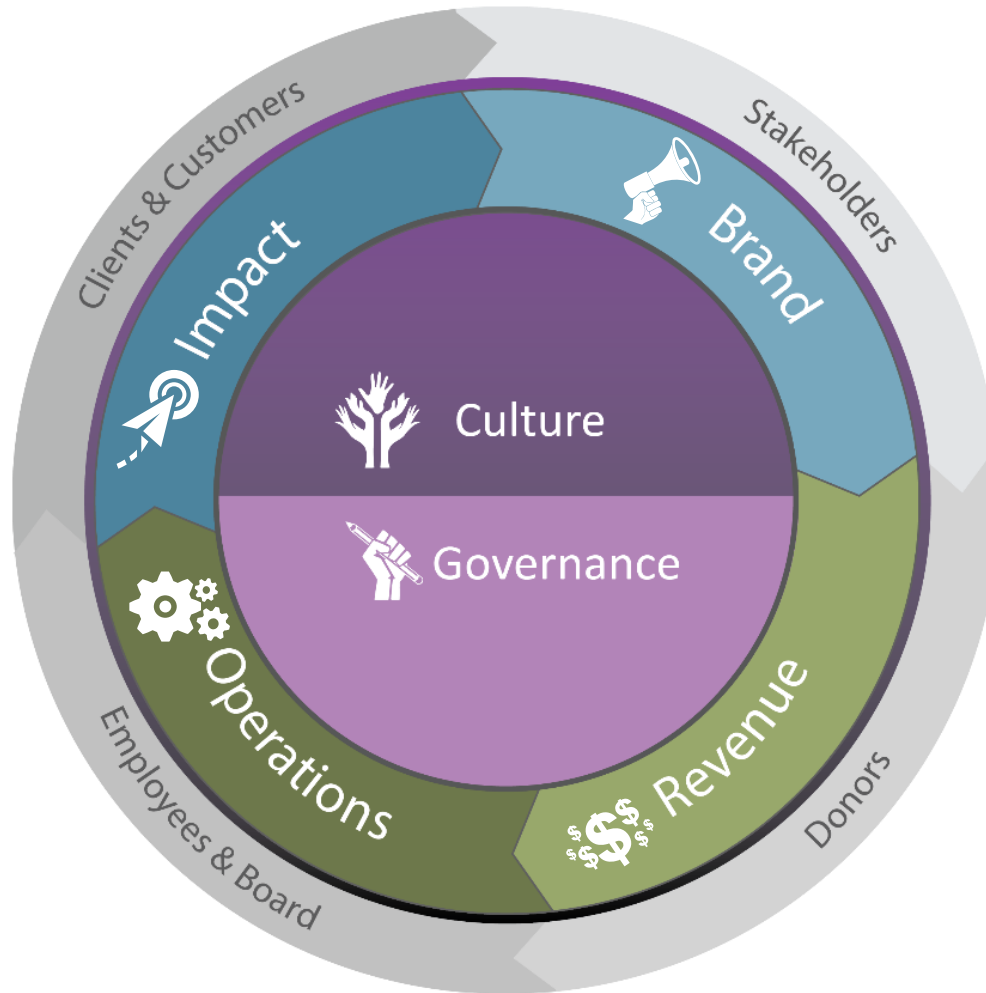 Clients & Customers
Stakeholders
Impact
Brand
Culture
Governance
Operations
Revenue
Employees & Board
Donors